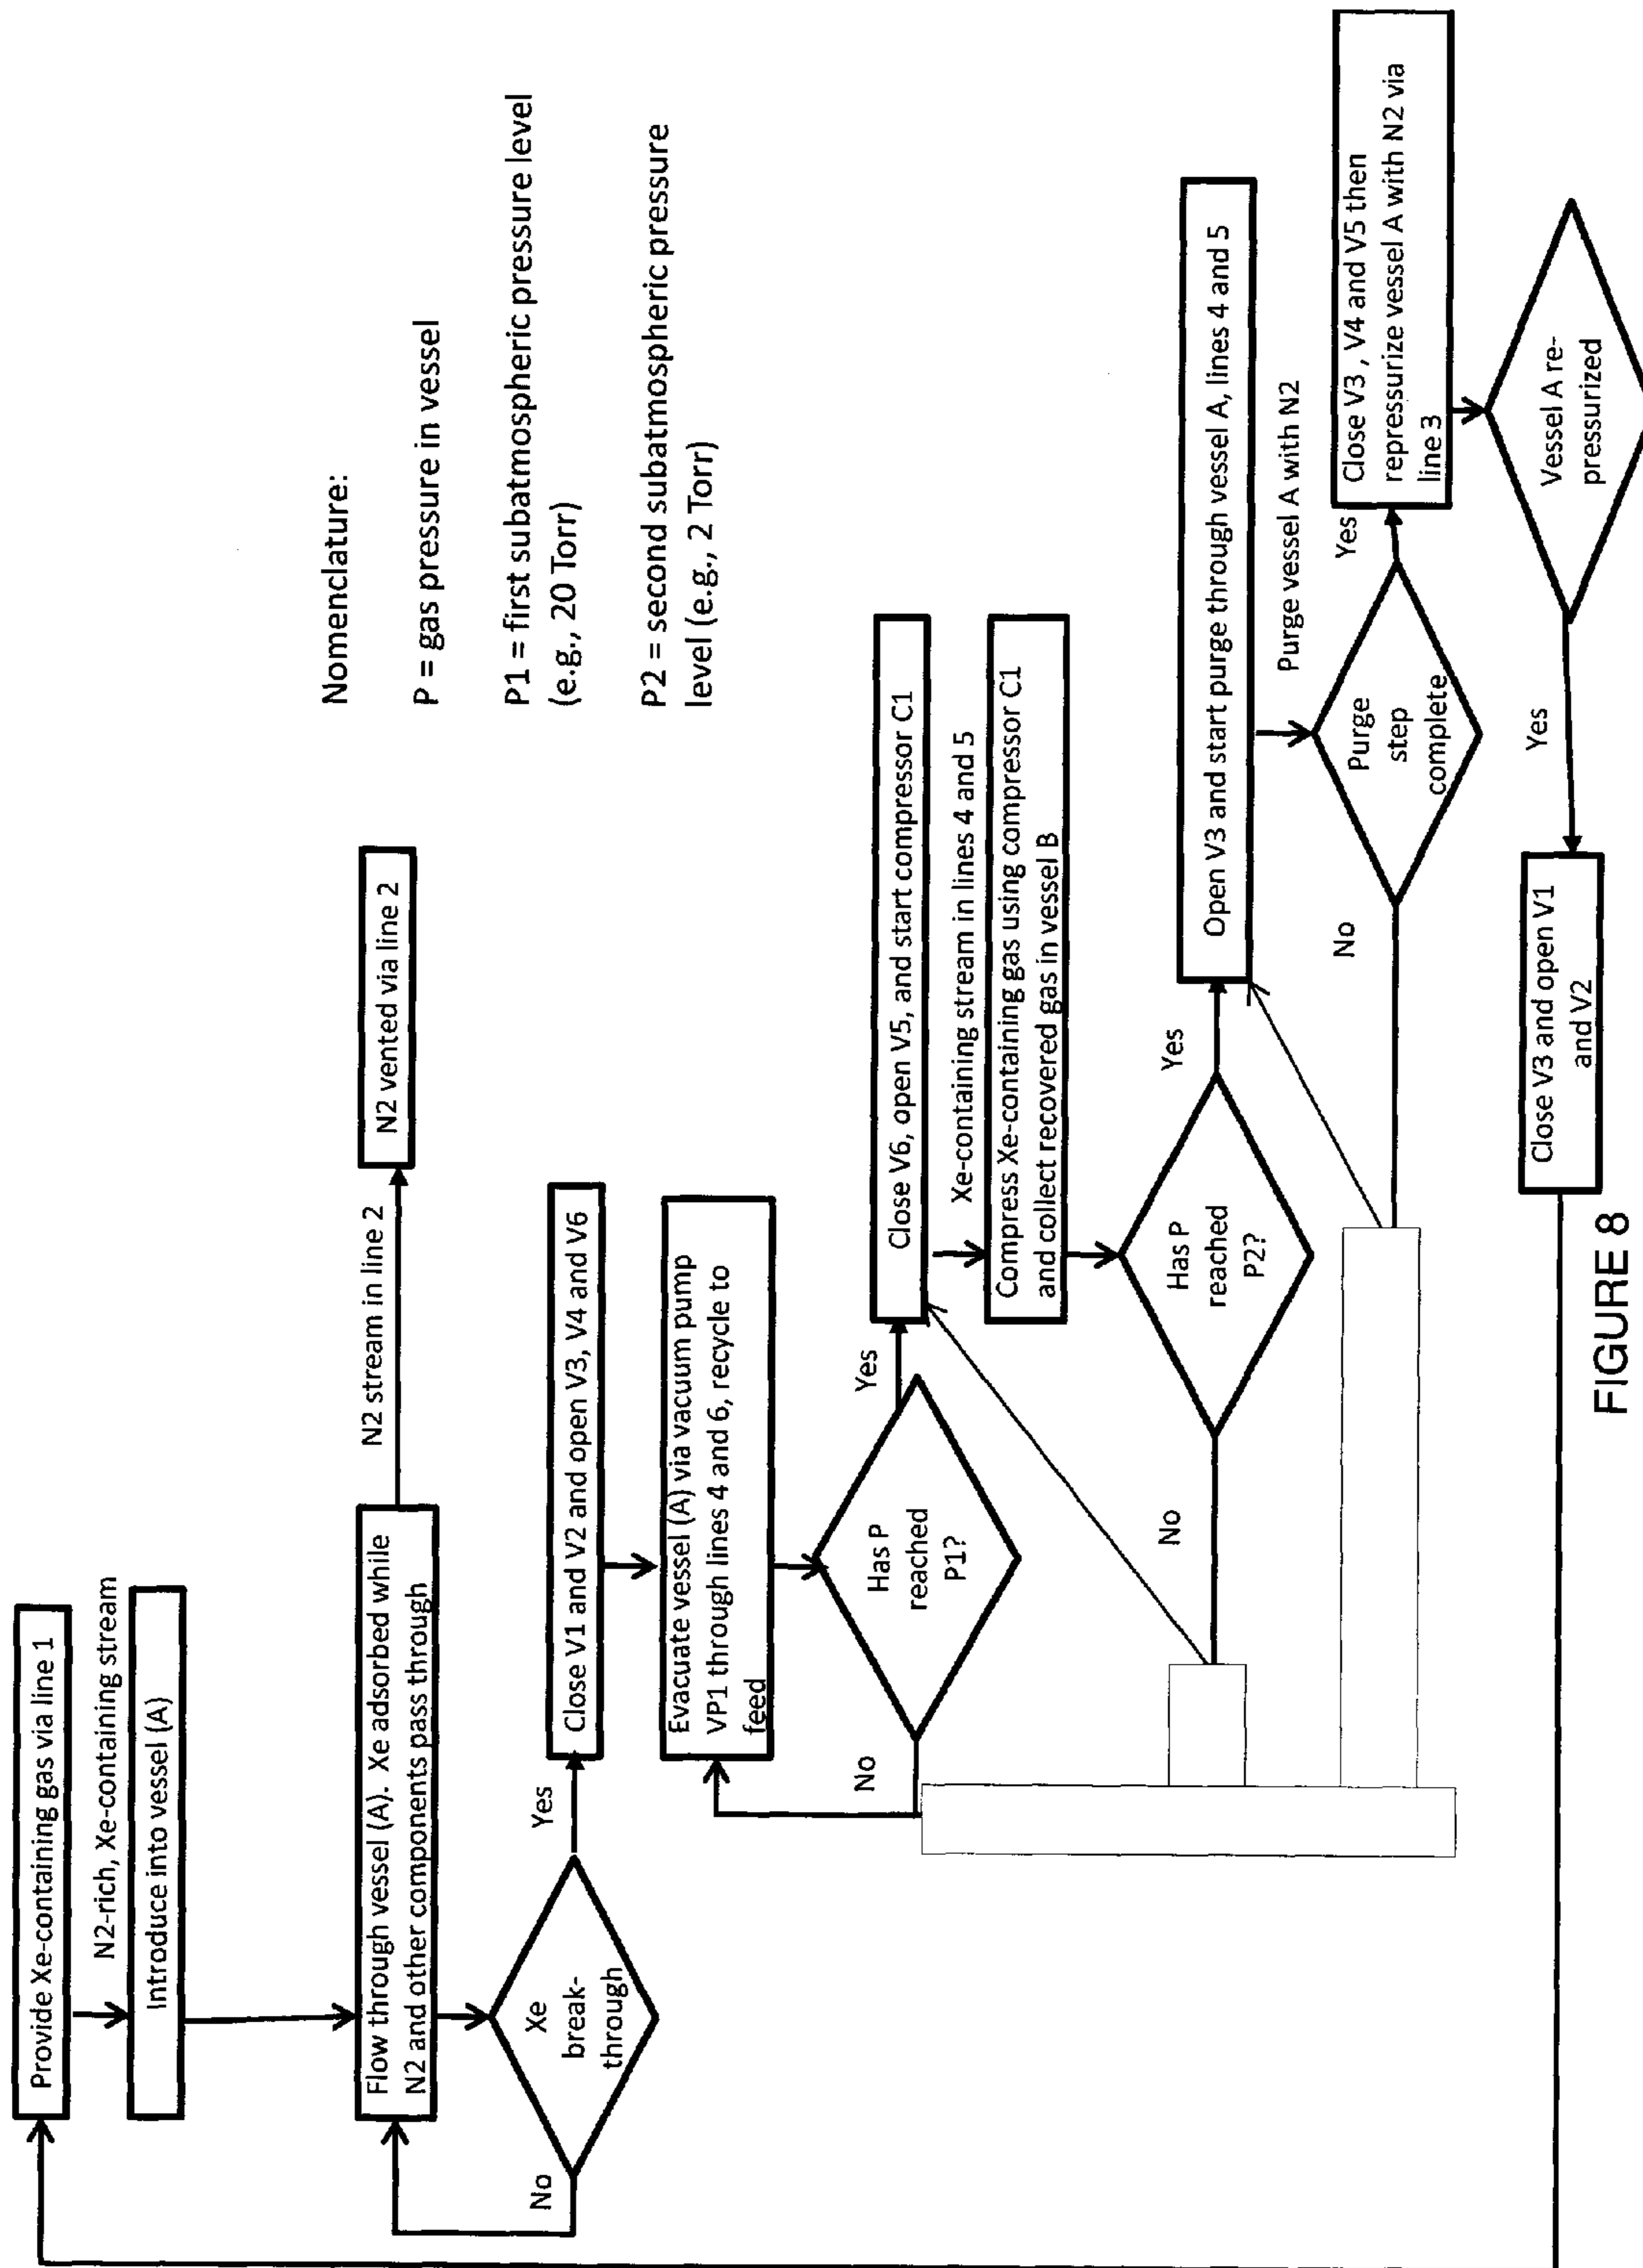 Provide Xe-containing gas via line 1
N2-rich, Xe-containing stream
Introduce into vessel (A)
Flow through vessel (A).  Xe adsorbed while
N2 and other components pass through
N2 stream in line 2
N2 vented via line 2
Xe
break-
through
No
Yes
Close V1 and V2 and open V3, V4 and V6
Evacuate vessel (A) via vacuum pump
VP1 through lines 4 and 6, recycle to
feed
Has P
reached
P1?
No
Yes
Close V6, open V5, and start compressor C1
Xe-containing stream in lines 4 and 5
Compress Xe-containing gas using compressor C1
and collect recovered gas in vessel B
Has P
reached
P2?
No
Yes
Open V3 and start purge through vessel A, lines 4 and 5
Purge vessel A with N2
Purge
step
complete
No
Yes
Close V3 , V4 and V5 then
repressurize vessel A with N2 via
line 3
Vessel A re-
pressurized
Yes
Close V3 and open V1
and V2
Nomenclature:
P = gas pressure in vessel
P1 = first subatmospheric pressure level
(e.g., 20 Torr)
P2 = second subatmospheric pressure
level (e.g., 2 Torr)
FIGURE 8